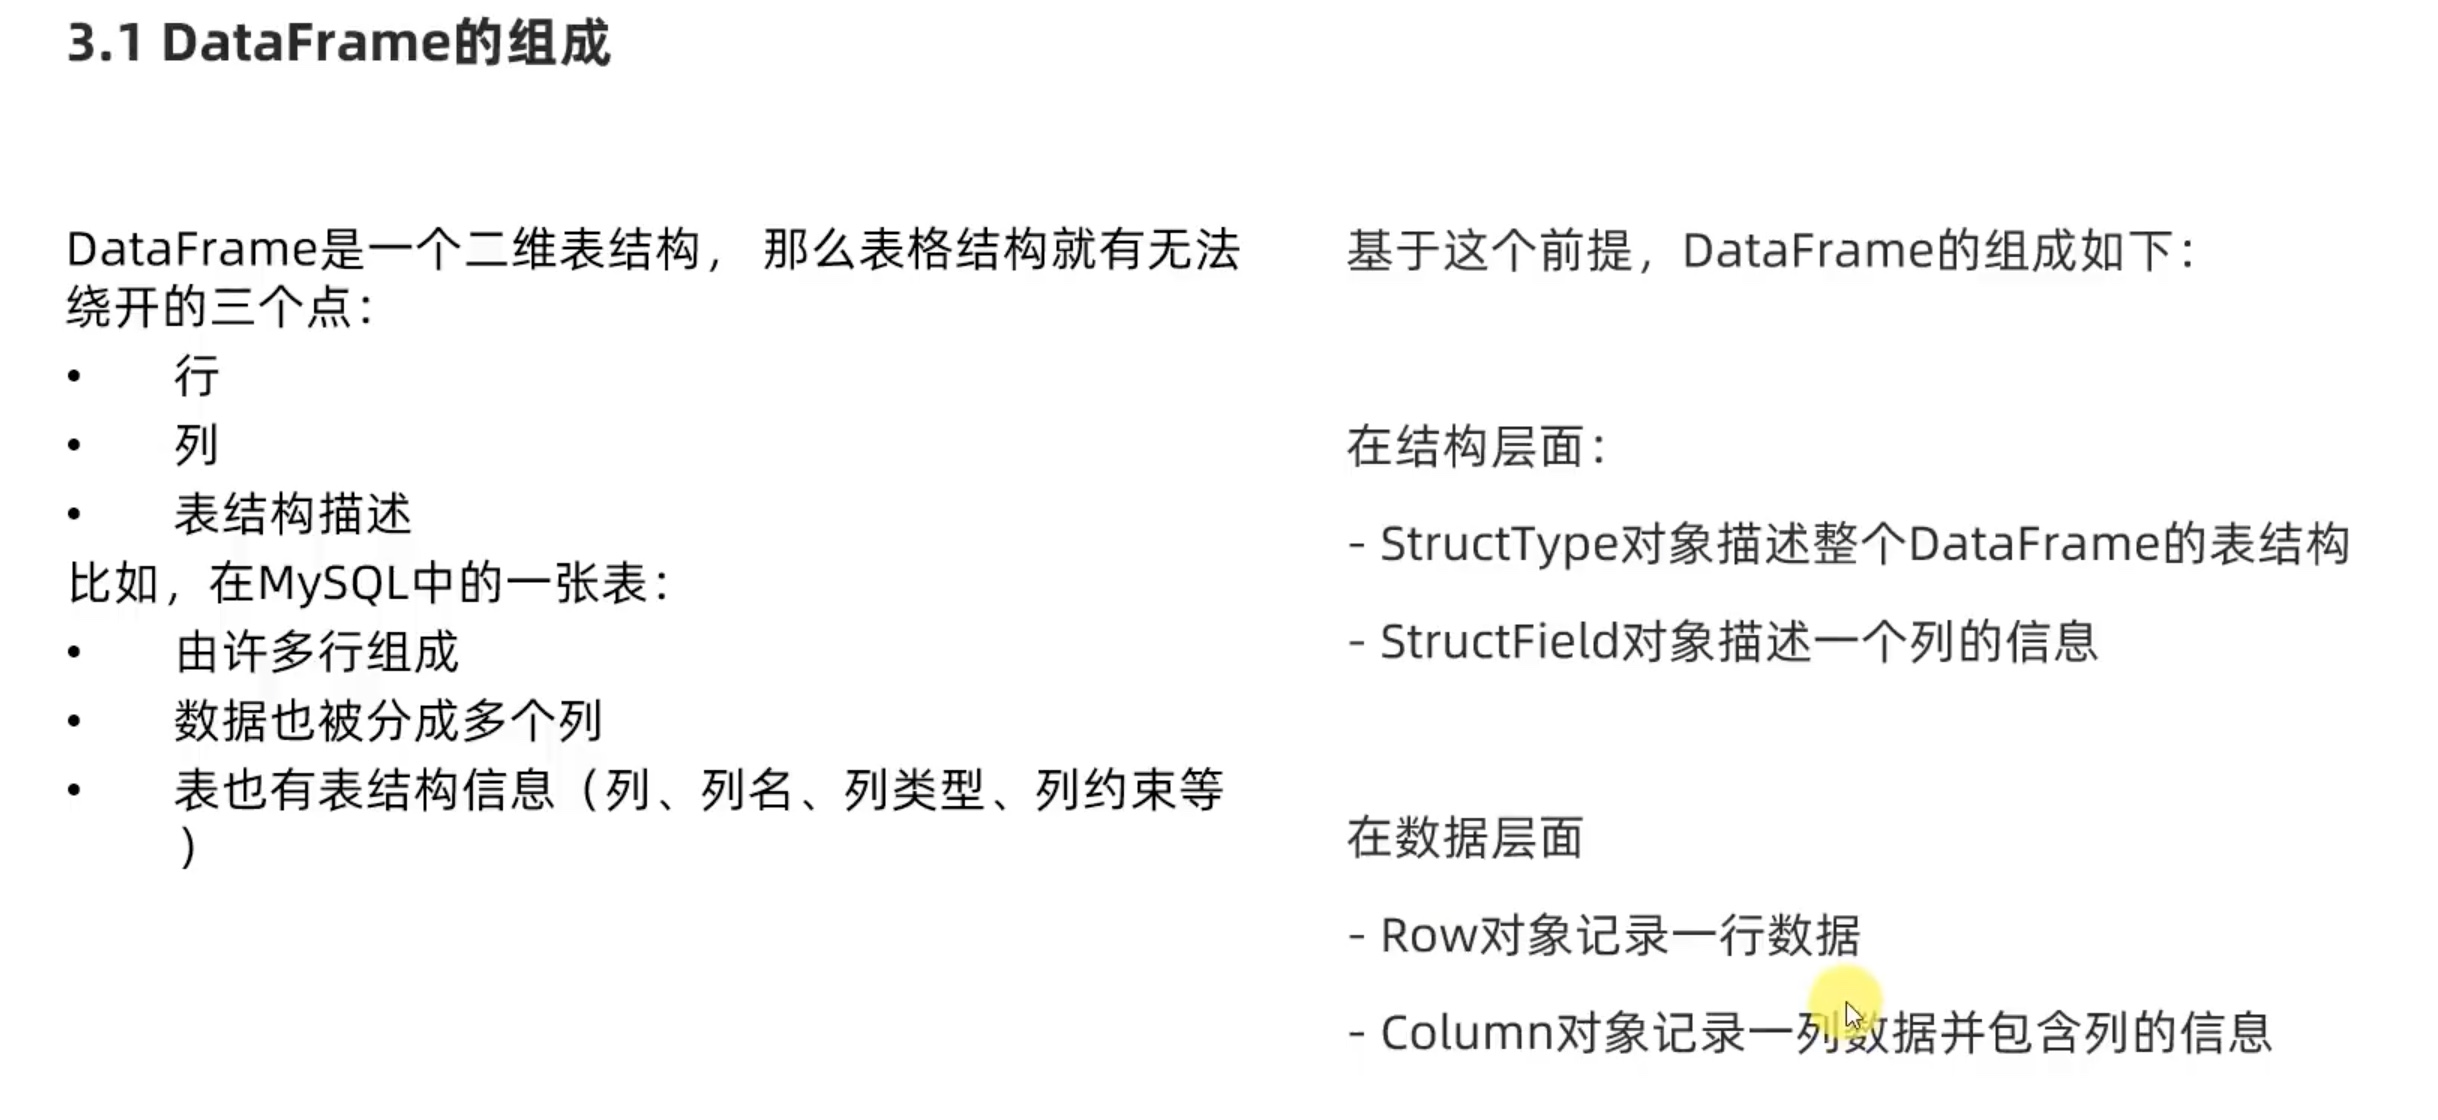 3.1 DataFrame的组成
DataFrame是一个二维表结构， 那么表格结构就有无法
绕开的三个点：
• 行
• 列
• 表结构描述
比如，在MySQL中的一张表：
• 由许多行组成
• 数据也被分成多个列
• 表也有表结构信息（列、列名、列类型、列约束等
）
基于这个前提，DataFrame的组成如下：
在结构层面：
- StructType对象描述整个DataFrame的表结构
- StructField对象描述一个列的信息
在数据层面
- Row对象记录一行数据
- Column对象记录一列数据并包含列的信息